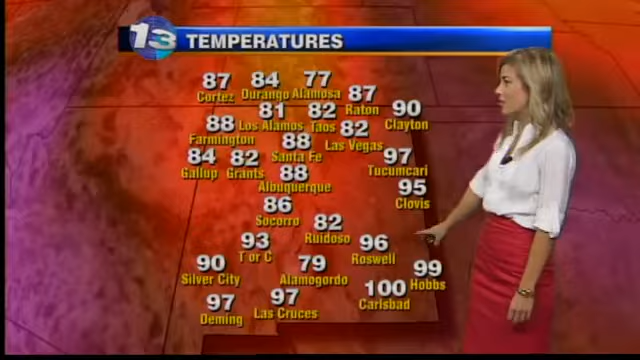 13 TEMPERATURES
87 84 77
Cortez Durango Alamosa 87
Raton
81 82 90
88 Los Alamos Taos 82 Clayton
Farmington 88 Las Vegas
84 82 Santa Fe 97
Gallup Grants 88 Tucumcari
Albuquerque 95
86 Clovis
Socorro 82
93 Ruidoso 96
T or C Roswell
90 79 99
Silver City Alamogordo 100 Hobbs
97 97 Carlsbad
Deming Las Cruces